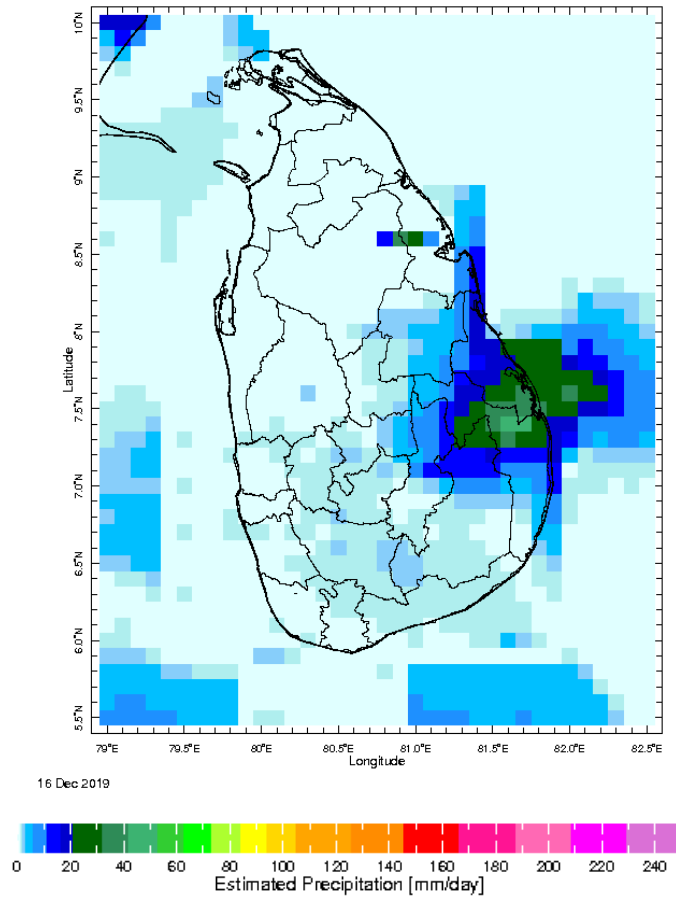 10°N
9.5°N
9°N
8.5°N
8°N
7.5°N
7.0°N
6.5°N
6.0°N
5.5°N
Latitude
79°E 79.5°E 80°E 80.5°E 81.0°E 81.5°E 82.0°E 82.5°E
Longitude
16 Dec 2019
0 20 40 60 80 100 120 140 160 180 200 220 240
Estimated Precipitation [mm/day]